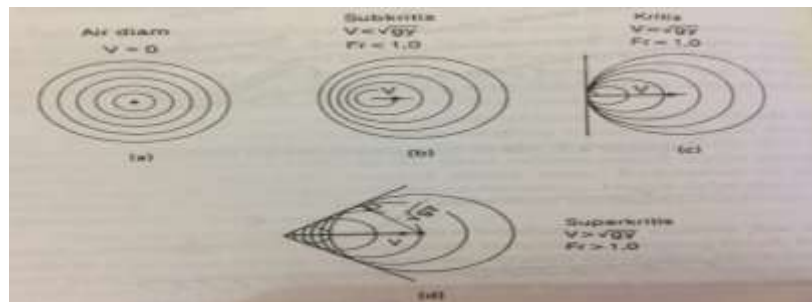 Air diam
V = 0
(a)
Subkritis
V < √gy
Fr < 1,0
V
(b)
Kritis
V = √gy
Fr = 1,0
V
(c)
√gy
V
Superkritis
V > √gy
Fr > 1,0
(d)